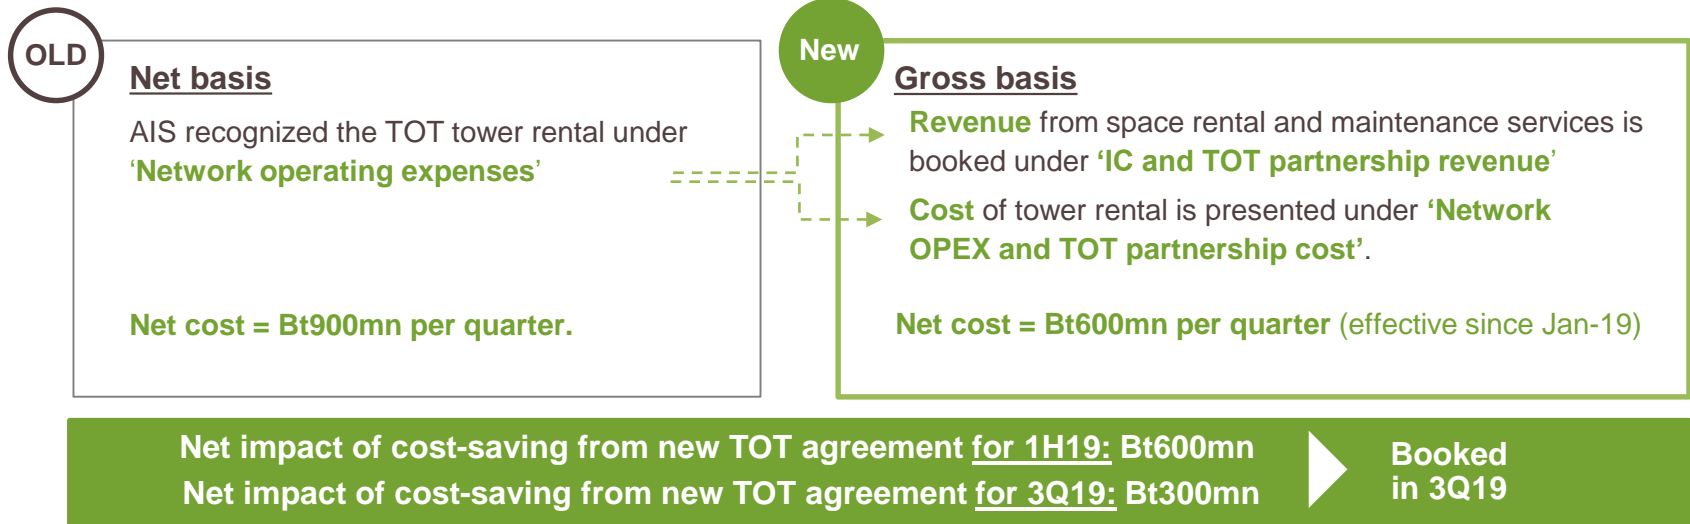 OLD
Net basis
AIS recognized the TOT tower rental under
‘Network operating expenses’
Net cost = Bt900mn per quarter.
New
Gross basis
Revenue from space rental and maintenance services is
booked under ‘IC and TOT partnership revenue’
Cost of tower rental is presented under ‘Network
OPEX and TOT partnership cost’.
Net cost = Bt600mn per quarter (effective since Jan-19)
Net impact of cost-saving from new TOT agreement for 1H19: Bt600mn
Net impact of cost-saving from new TOT agreement for 3Q19: Bt300mn
Booked
in 3Q19